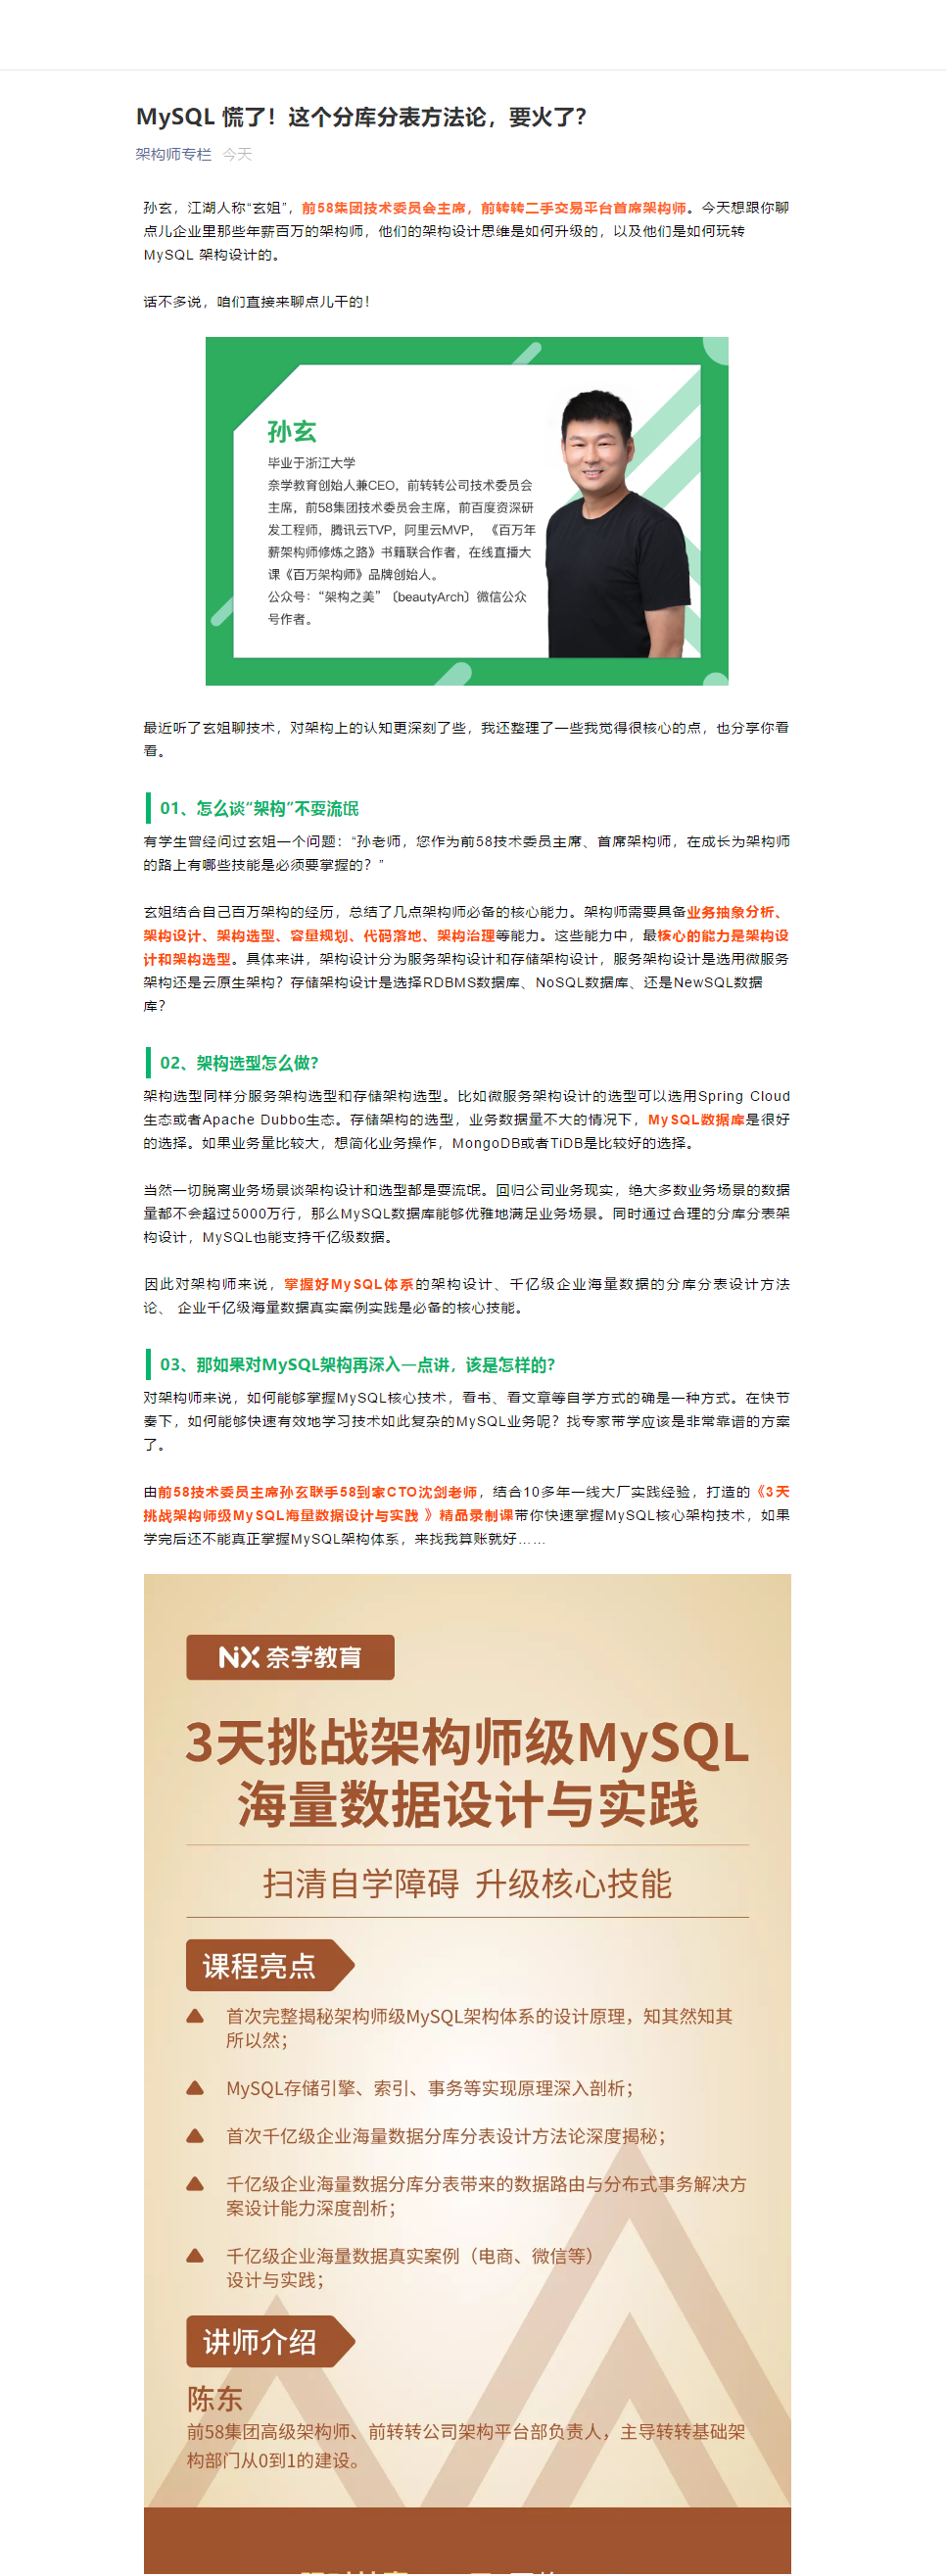 MySQL 慌了！这个分库分表方法论，要火了？
架构师专栏 今天
孙玄，江湖人称“玄姐”，前58集团技术委员会主席，前转转二手交易平台首席架构师。今天想跟你聊
点儿企业里那些年薪百万的架构师，他们的架构设计思维是如何升级的，以及他们是如何玩转
MySQL 架构设计的。
话不多说，咱们直接来聊点儿干的！
孙玄
毕业于浙江大学
奈学教育创始人兼CEO，前转转公司技术委员会
主席，前58集团技术委员会主席，前百度资深研
发工程师，腾讯云TVP，阿里云MVP，《百万年
薪架构师修炼之路》书籍联合作者，在线直播大
课《百万架构师》品牌创始人。
公众号：“架构之美”〔beautyArch〕微信公众
号作者。
最近听了玄姐聊技术，对架构上的认知更深刻了些，我还整理了一些我觉得很核心的点，也分享你看
看。
01、怎么谈“架构”不耍流氓
有学生曾经问过玄姐一个问题：“孙老师，您作为前58技术委员主席、首席架构师，在成长为架构师
的路上有哪些技能是必须要掌握的？”
玄姐结合自己百万架构的经历，总结了几点架构师必备的核心能力。架构师需要具备业务抽象分析、
架构设计、架构选型、容量规划、代码落地、架构治理等能力。这些能力中，最核心的能力是架构设
计和架构选型。具体来讲，架构设计分为服务架构设计和存储架构设计，服务架构设计是选用微服务
架构还是云原生架构？存储架构设计是选择RDBMS数据库、NoSQL数据库、还是NewSQL数据
库？
02、架构选型怎么做？
架构选型同样分服务架构选型和存储架构选型。比如微服务架构设计的选型可以选用Spring Cloud
生态或者Apache Dubbo生态。存储架构的选型，业务数据量不大的情况下，MySQL数据库是很好
的选择。如果业务量比较大，想简化业务操作，MongoDB或者TiDB是比较好的选择。
当然一切脱离业务场景谈架构设计和选型都是耍流氓。回归公司业务现实，绝大多数业务场景的数据
量都不会超过5000万行，那么MySQL数据库能够优雅地满足业务场景。同时通过合理的分库分表架
构设计，MySQL也能支持千亿级数据。
因此对架构师来说，掌握好MySQL体系的架构设计、千亿级企业海量数据的分库分表设计方法
论、 企业千亿级海量数据真实案例实践是必备的核心技能。
03、那如果对MySQL架构再深入一点讲，该是怎样的？
对架构师来说，如何能够掌握MySQL核心技术，看书、看文章等自学方式的确是一种方式。在快节
奏下，如何能够快速有效地学习技术如此复杂的MySQL业务呢？找专家带学应该是非常靠谱的方案
了。
由前58技术委员主席孙玄联手58到家CTO沈剑老师，结合10多年一线大厂实践经验，打造的《3天
挑战架构师级MySQL海量数据设计与实践 》精品录制课带你快速掌握MySQL核心架构技术，如果
学完后还不能真正掌握MySQL架构体系，来找我算账就好……
NX 奈学教育
3天挑战架构师级MySQL
海量数据设计与实践
扫清自学障碍 升级核心技能
课程亮点
首次完整揭秘架构师级MySQL架构体系的设计原理，知其然知其
所以然；
MySQL存储引擎、索引、事务等实现原理深入剖析；
首次千亿级企业海量数据分库分表设计方法论深度揭秘；
千亿级企业海量数据分库分表带来的数据路由与分布式事务解决方
案设计能力深度剖析；
千亿级企业海量数据真实案例（电商、微信等）
设计与实践；
讲师介绍
陈东
前58集团高级架构师、前转转公司架构平台部负责人，主导转转基础架
构部门从0到1的建设。